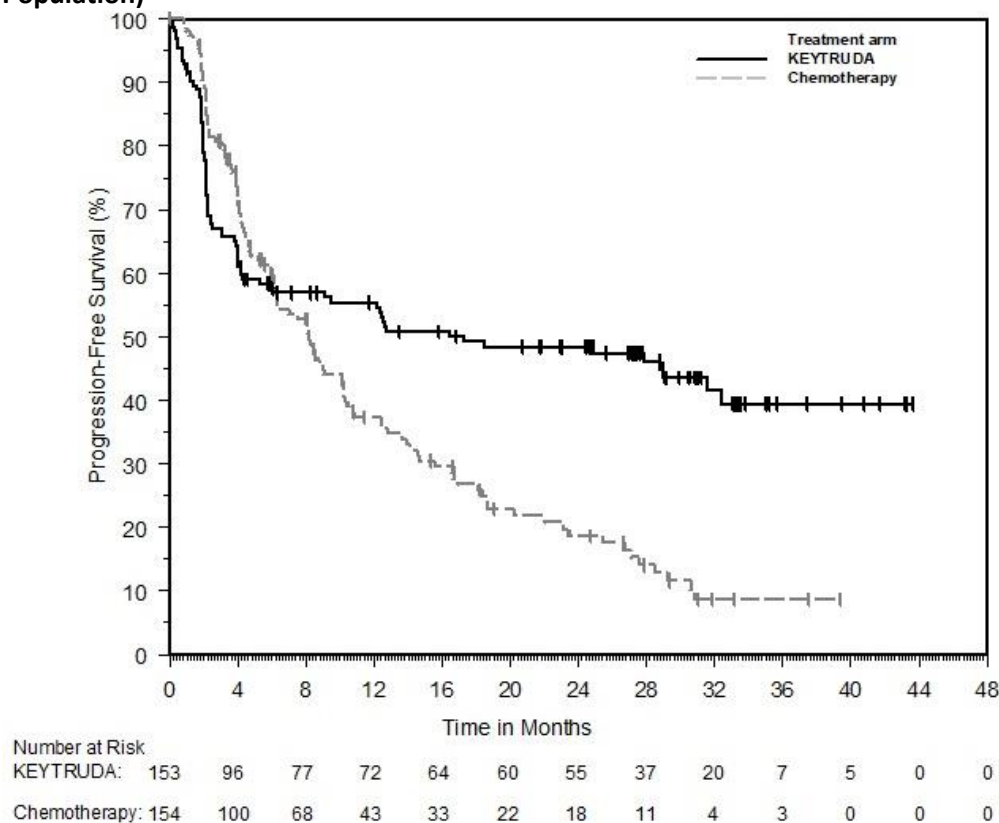 Population)
Treatment arm
KEYTRUDA
Chemotherapy
Progression-Free Survival (%)
100
90
80
70
60
50
40
30
20
10
0
0 4 8 12 16 20 24 28 32 36 40 44 48
Time in Months
Number at Risk
KEYTRUDA: 153 96 77 72 64 60 55 37 20 7 5 0 0
Chemotherapy: 154 100 68 43 33 22 18 11 4 3 0 0 0